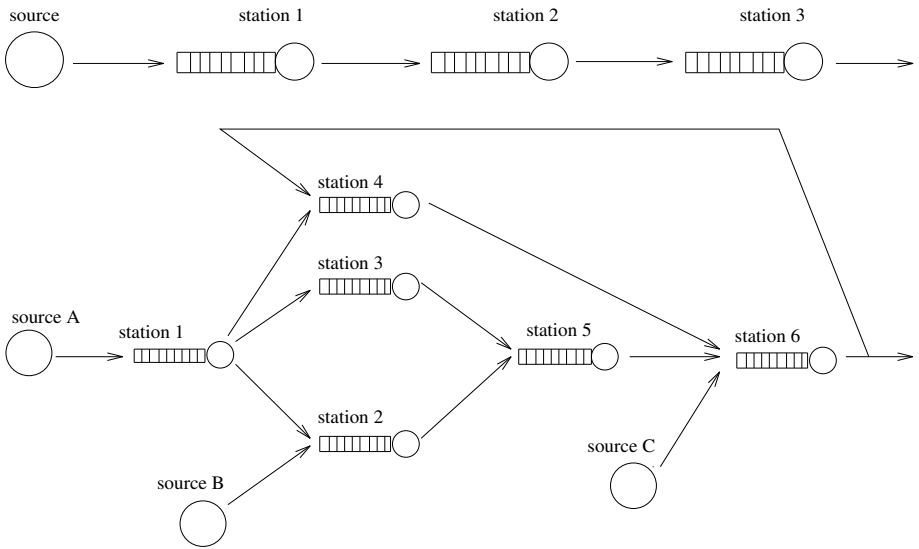 source
station 1
station 2
station 3
station 4
station 3
source A
station 1
station 5
station 6
station 2
source C
source B